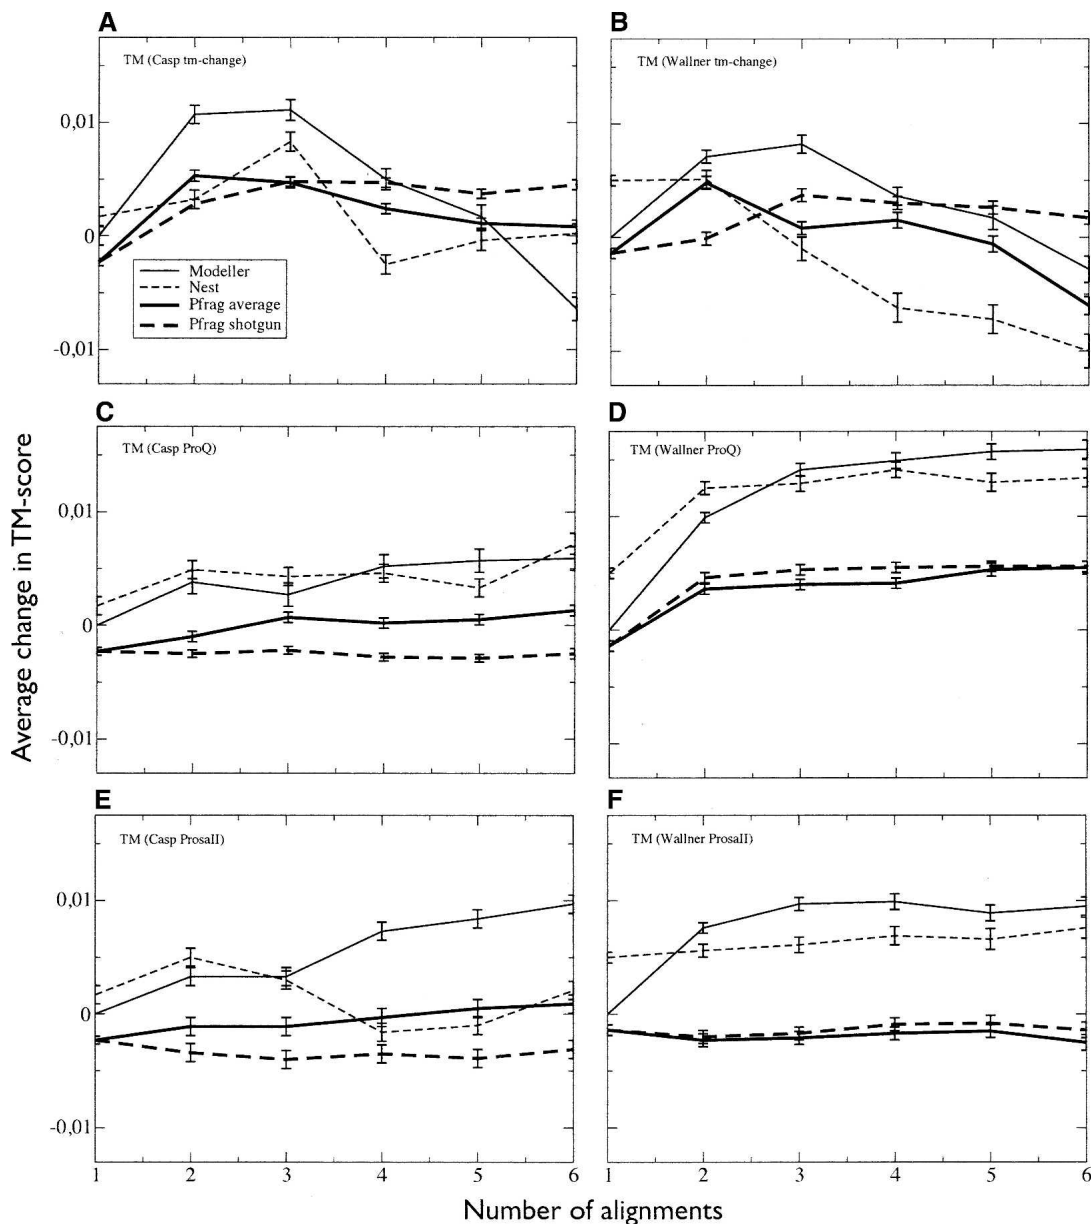 A
B
TM (Casp tm-change)
TM (Wallner tm-change)
0,01
0
-0,01
Modeller
Nest
Pfrag average
Pfrag shotgun
C
D
TM (Casp ProQ)
TM (Wallner ProQ)
0,01
0
-0,01
Average change in TM-score
E
F
TM (Casp ProsaII)
TM (Wallner ProsaII)
0,01
0
-0,01
1 2 3 4 5 6
1 2 3 4 5 6
Number of alignments